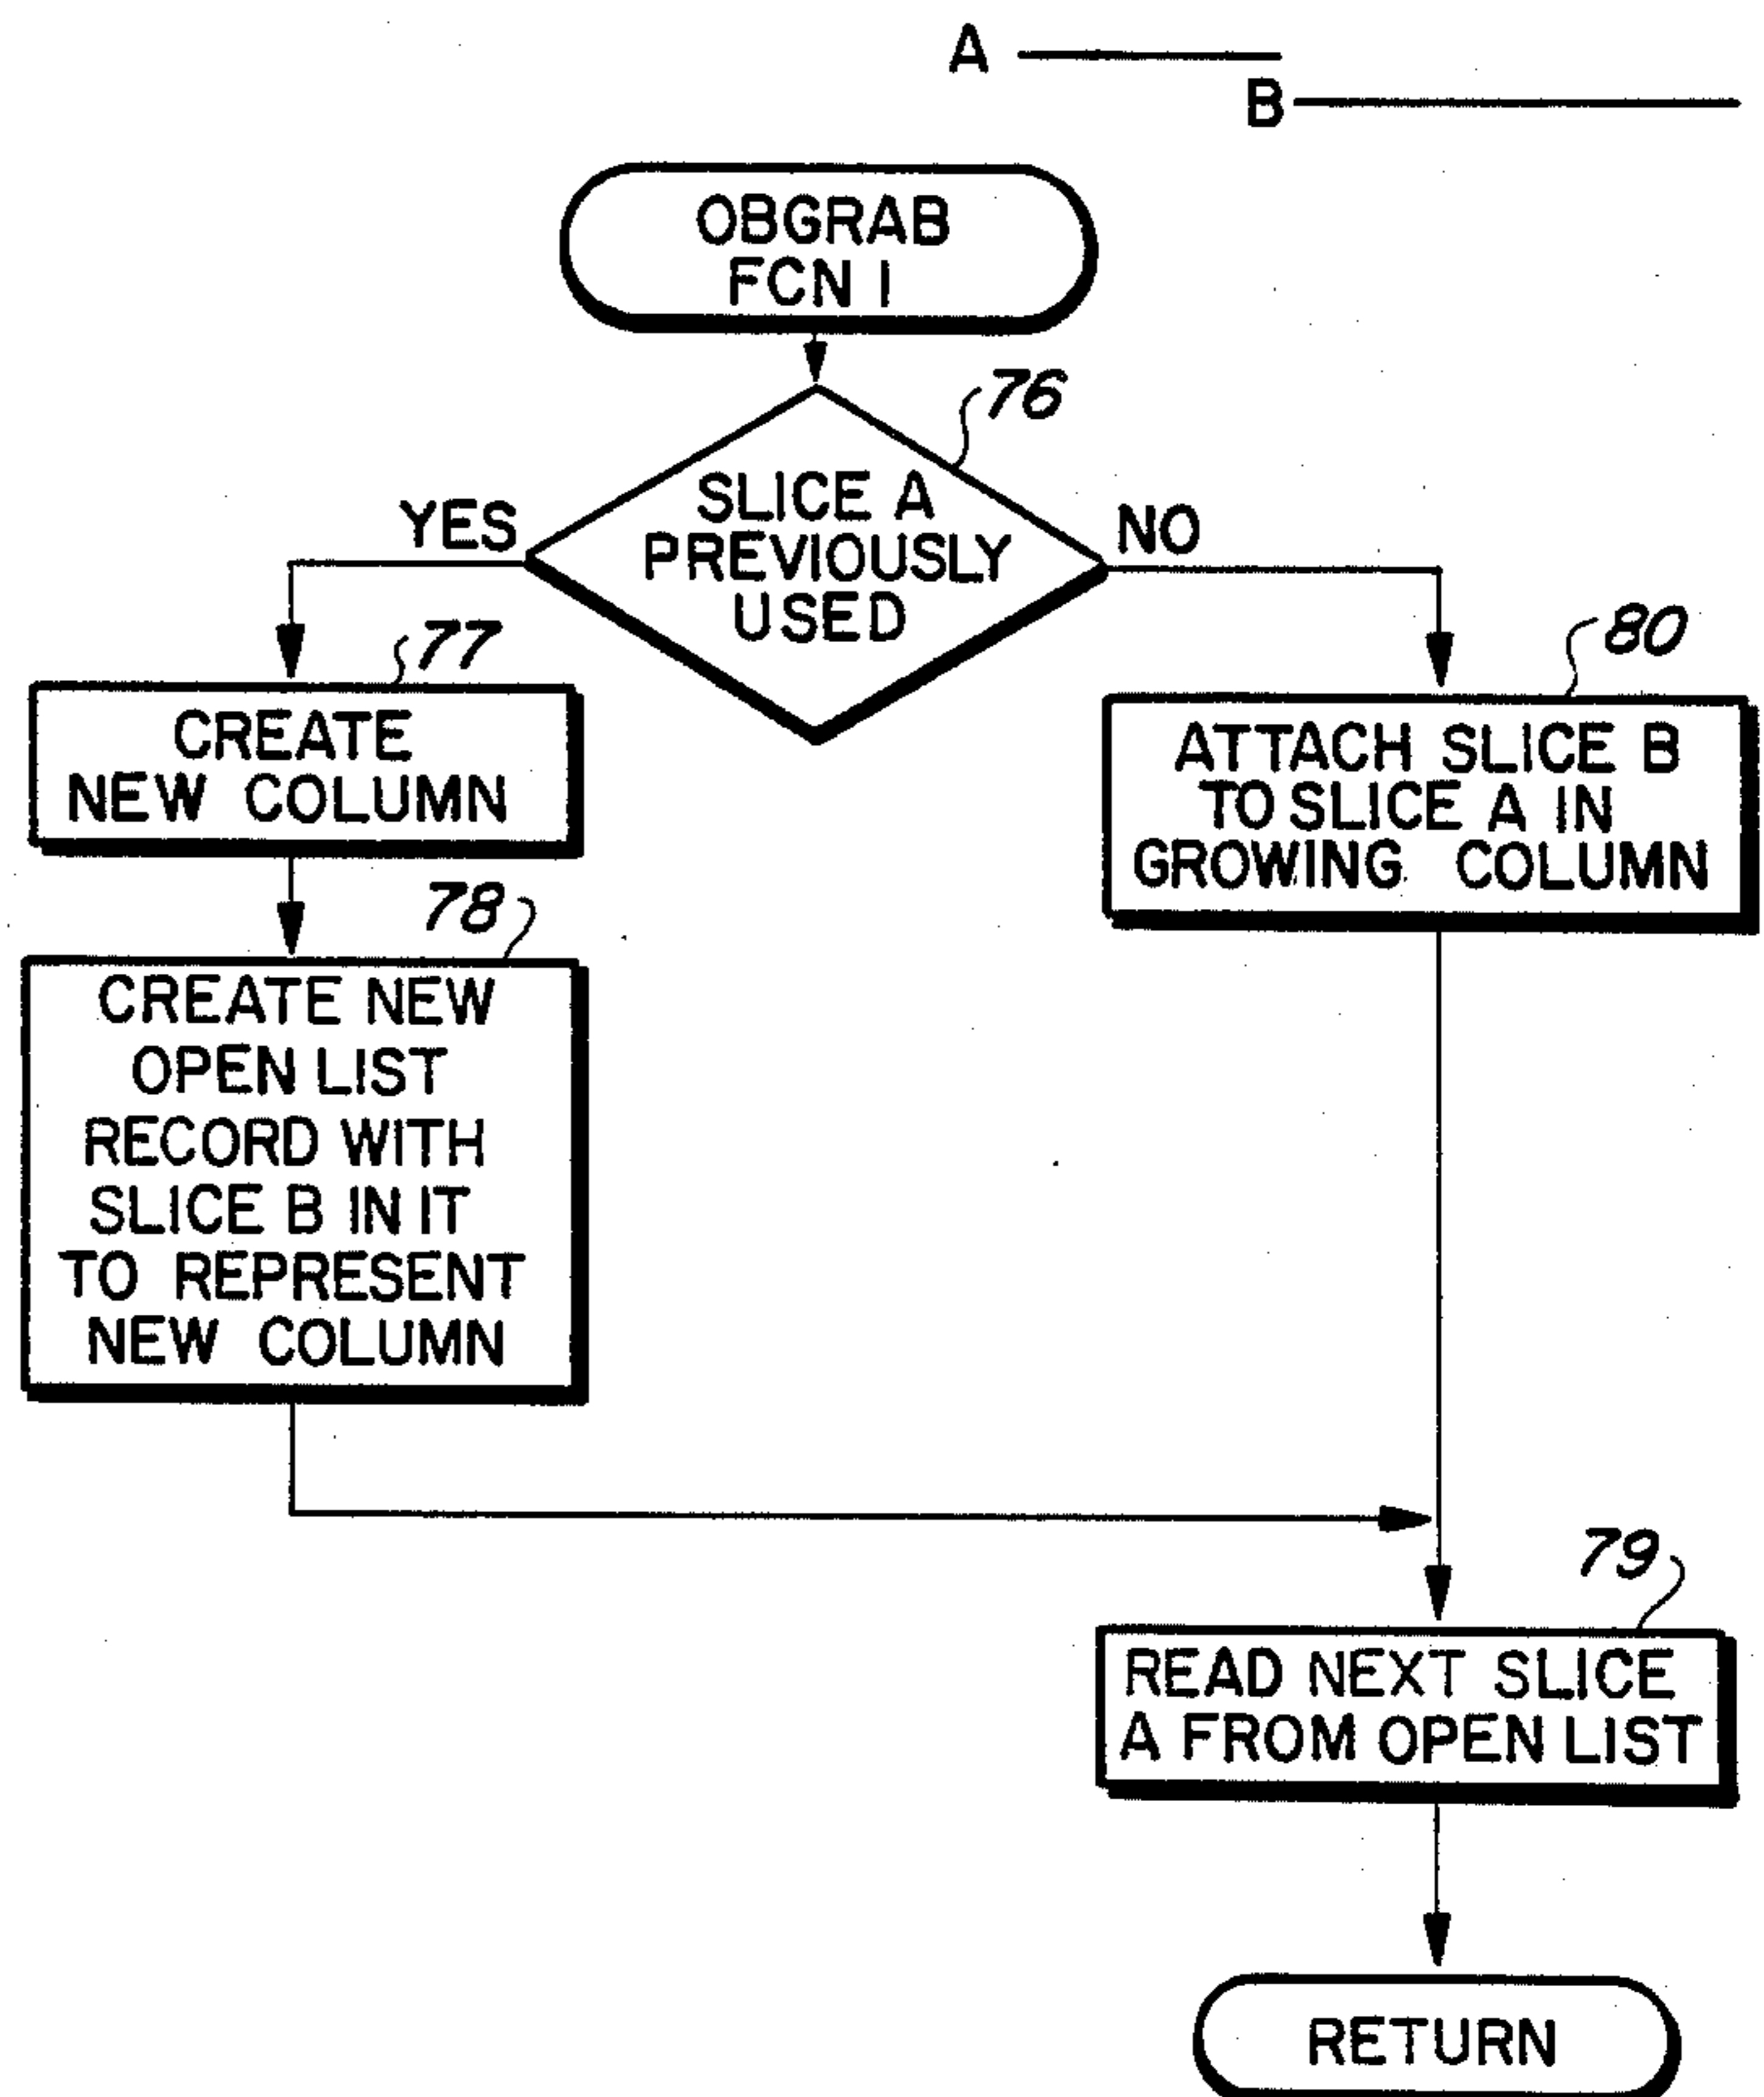 A
B
OBGRAB
FCN 1
76
SLICE A
PREVIOUSLY
USED
YES
NO
77
CREATE
NEW COLUMN
80
ATTACH SLICE B
TO SLICE A IN
GROWING COLUMN
78
CREATE NEW
OPEN LIST
RECORD WITH
SLICE B IN IT
TO REPRESENT
NEW COLUMN
79
READ NEXT SLICE
A FROM OPEN LIST
RETURN